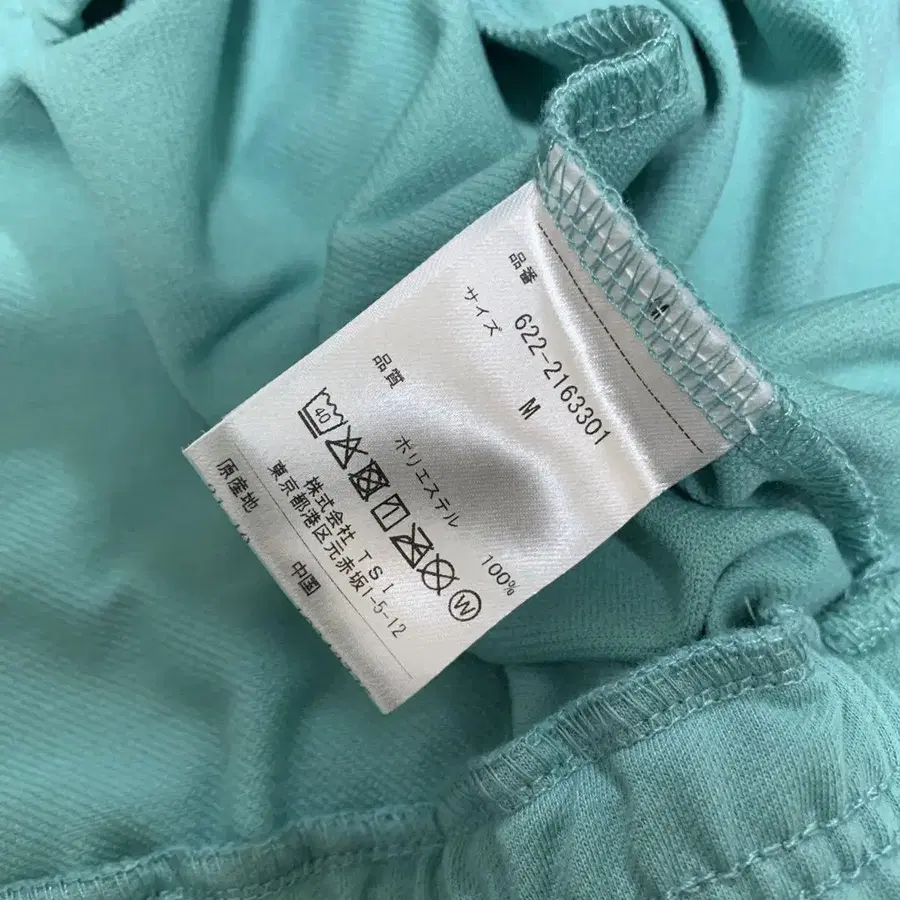 品番 622-2163301
サイズ M
品質
ポリエステル 100%
40
W
株式会社 TSI
東京都港区元赤坂1-5-12
原産地 中国